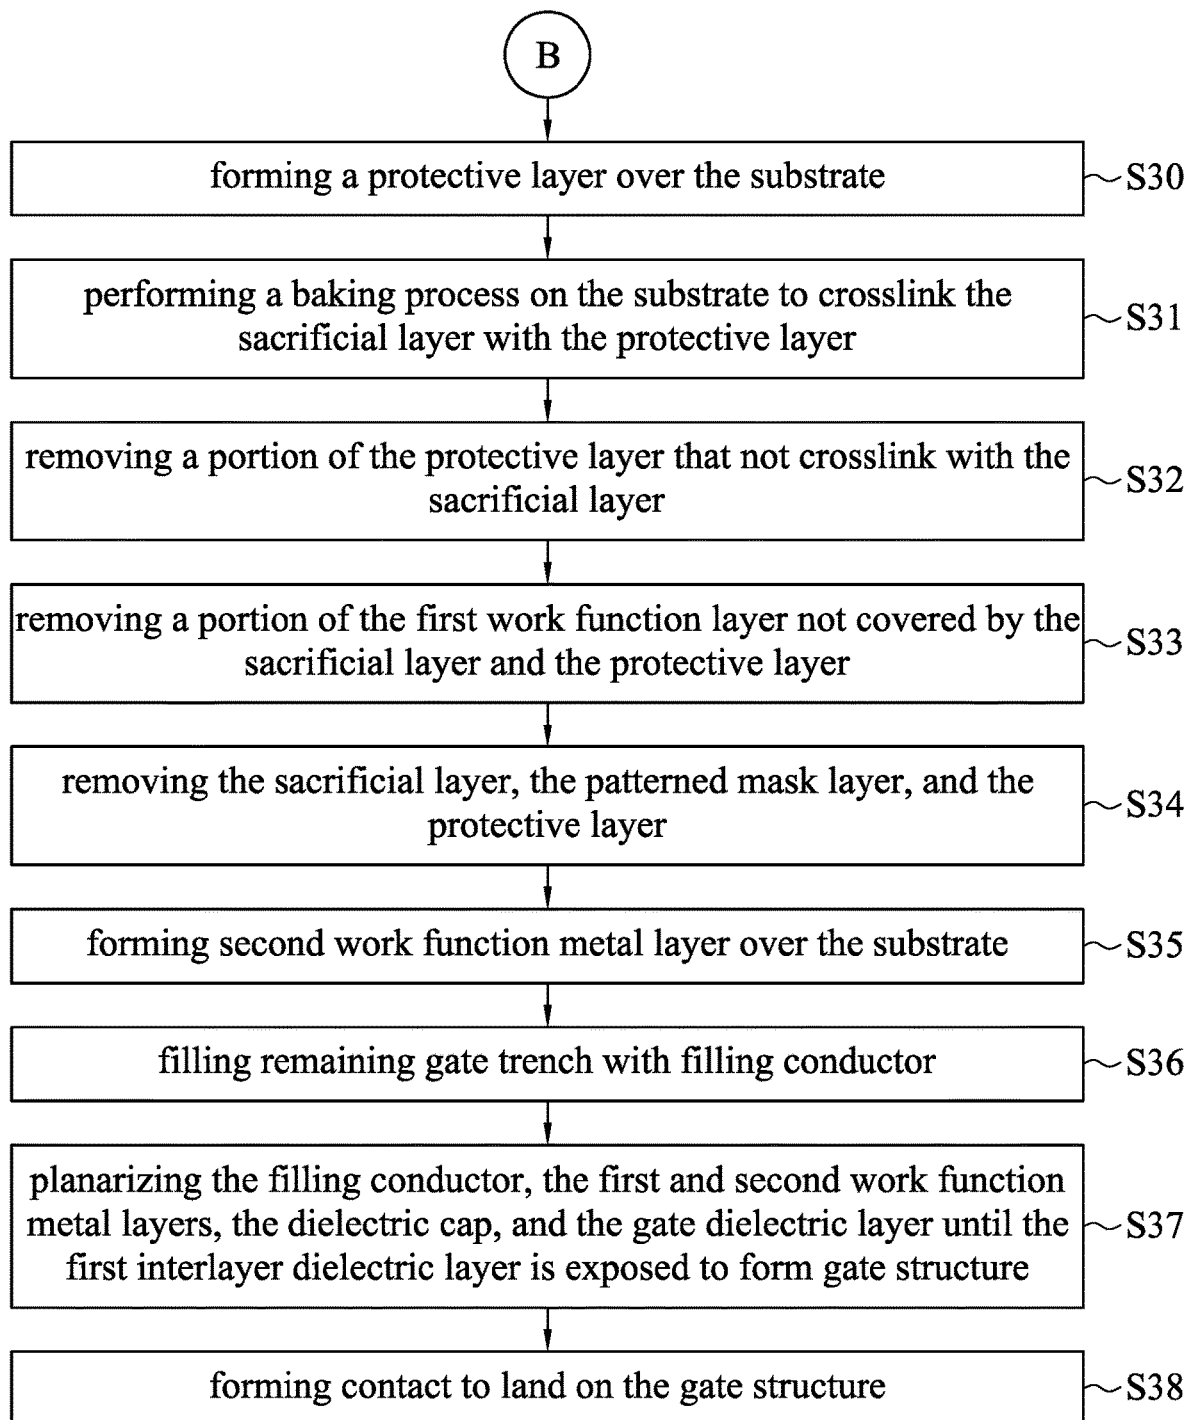 B
forming a protective layer over the substrate
S30
performing a baking process on the substrate to crosslink the
sacrificial layer with the protective layer
S31
removing a portion of the protective layer that not crosslink with the
sacrificial layer
S32
removing a portion of the first work function layer not covered by the
sacrificial layer and the protective layer
S33
removing the sacrificial layer, the patterned mask layer, and the
protective layer
S34
forming second work function metal layer over the substrate
S35
filling remaining gate trench with filling conductor
S36
planarizing the filling conductor, the first and second work function
metal layers, the dielectric cap, and the gate dielectric layer until the
first interlayer dielectric layer is exposed to form gate structure
S37
forming contact to land on the gate structure
S38